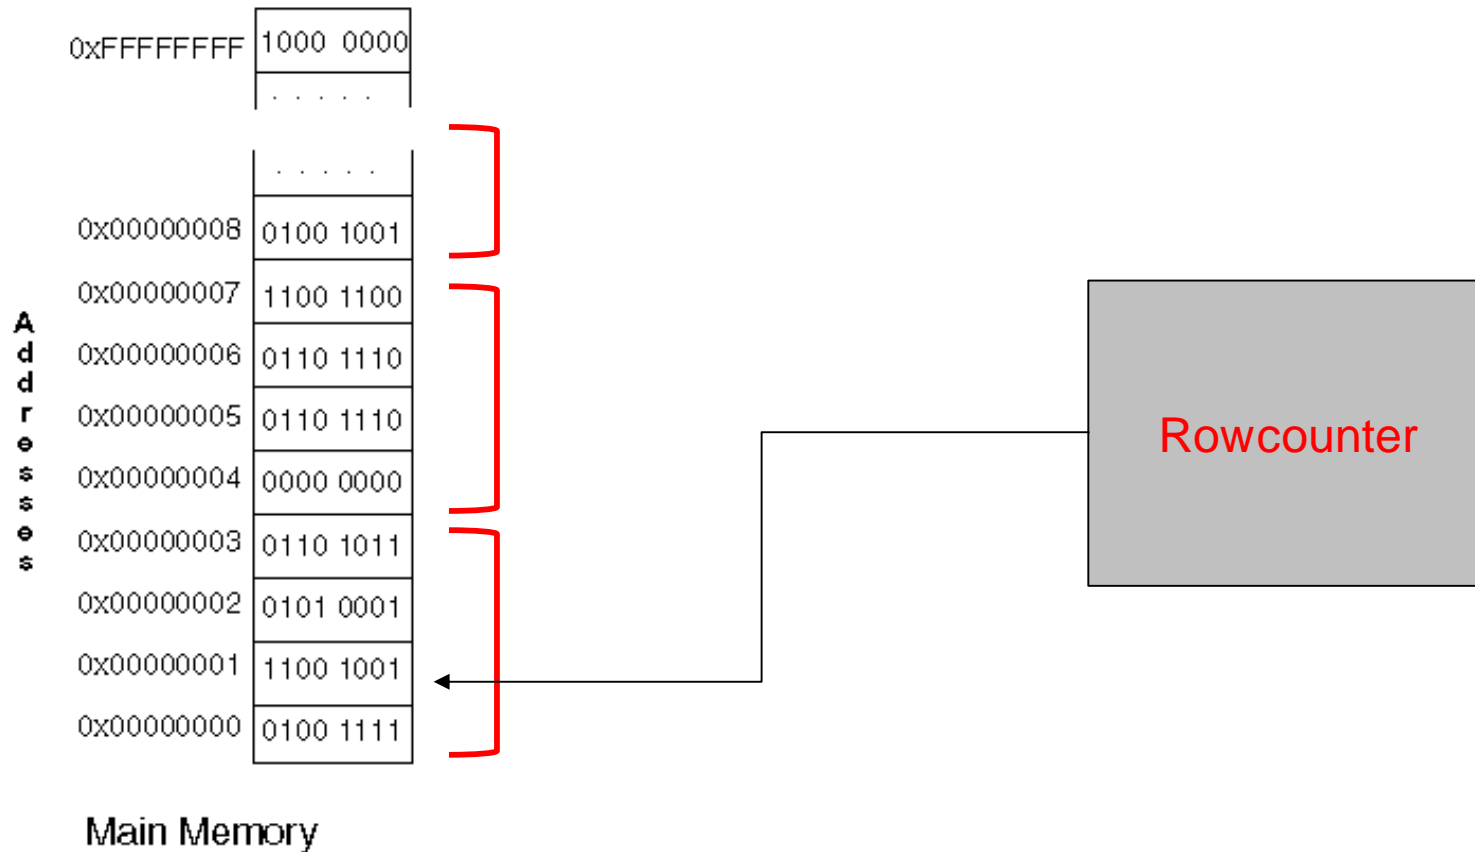 0xFFFFFFFF 1000 0000
. . . . .
. . . . .
0x00000008 0100 1001
0x00000007 1100 1100
0x00000006 0110 1110
0x00000005 0110 1110
0x00000004 0000 0000
0x00000003 0110 1011
0x00000002 0101 0001
0x00000001 1100 1001
0x00000000 0100 1111
Addresses
Main Memory
Rowcounter